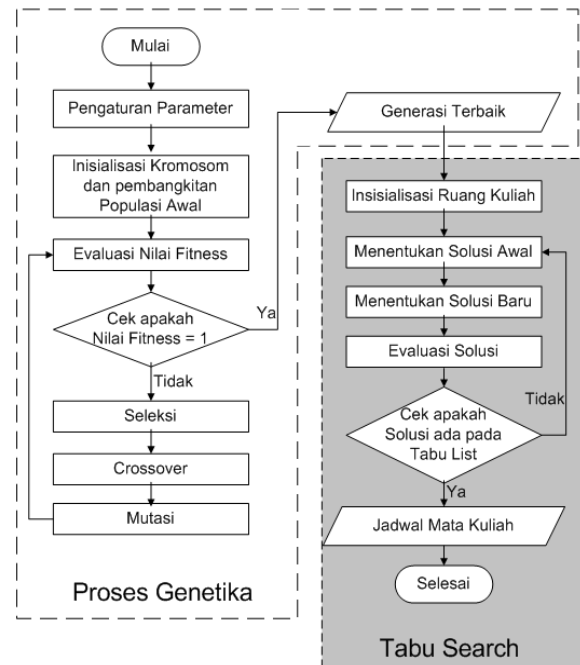 Mulai
Pengaturan Parameter
Inisialisasi Kromosom
dan pembangkitan
Populasi Awal
Evaluasi Nilai Fitness
Cek apakah
Nilai Fitness = 1
Ya
Tidak
Seleksi
Crossover
Mutasi
Proses Genetika
Generasi Terbaik
Insisialisasi Ruang Kuliah
Menentukan Solusi Awal
Menentukan Solusi Baru
Evaluasi Solusi
Cek apakah
Solusi ada pada
Tabu List
Tidak
Ya
Jadwal Mata Kuliah
Selesai
Tabu Search